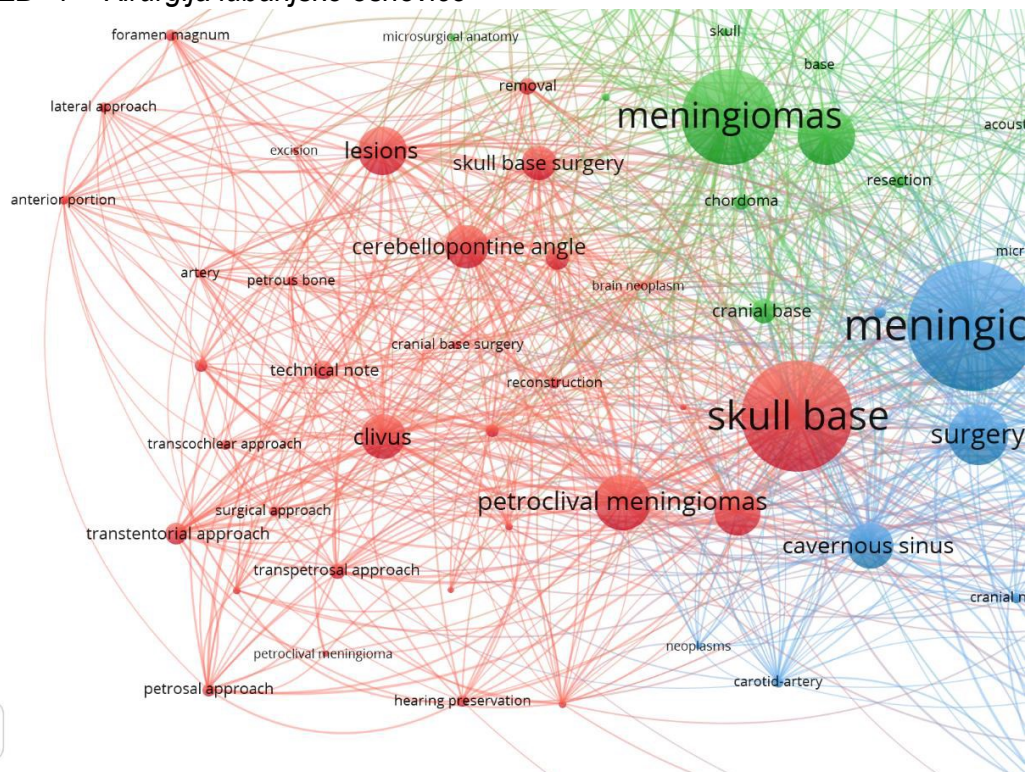 foramen magnum
microsurgical anatomy
skull
base
removal
lateral approach
meningiomas
acoust
excision
lesions
skull base surgery
resection
anterior portion
chordoma
cerebellopontine angle
micr
artery
petrous bone
brain neoplasm
cranial base
meningio
cranial base surgery
technical note
reconstruction
skull base
clivus
surgery
transcochlear approach
petroclival meningiomas
surgical approach
transtentorial approach
cavernous sinus
transpetrosal approach
cranial n
neoplasms
petroclival meningioma
carotid-artery
petrosal approach
hearing preservation